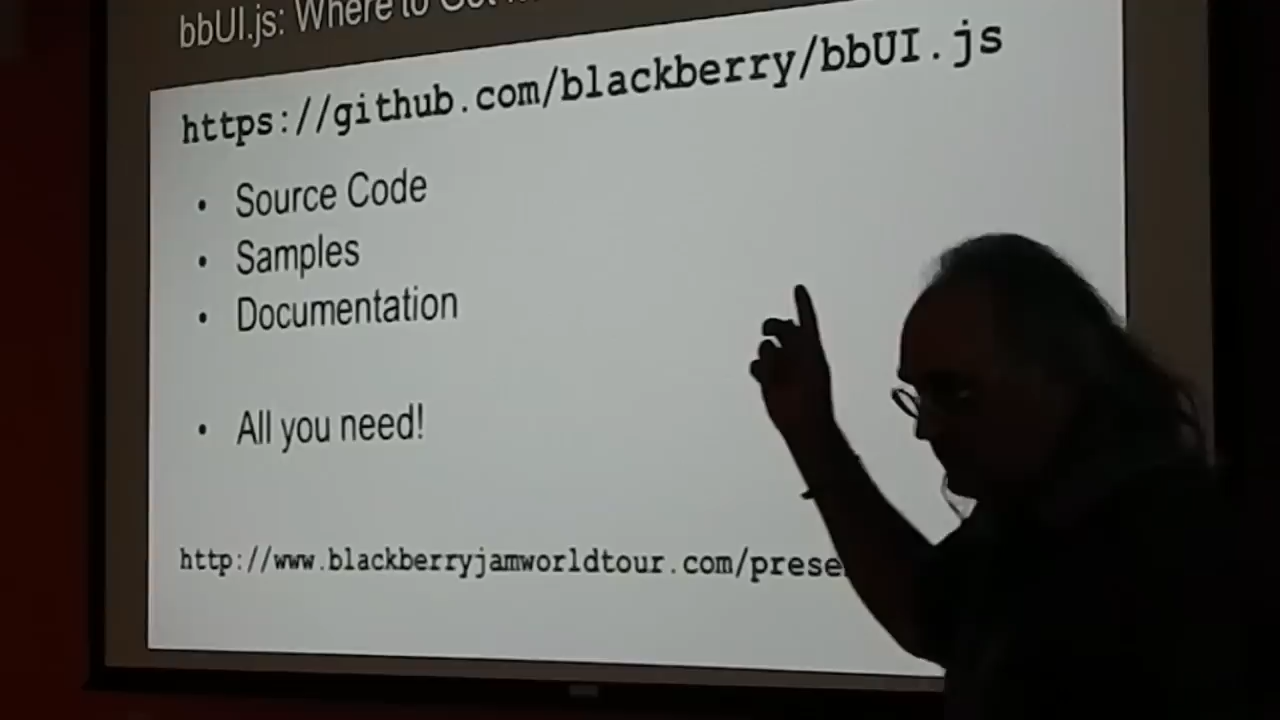 bbUI.js: Where to Get
https://github.com/blackberry/bbUI.js
• Source Code
• Samples
• Documentation
• All you need!
http://www.blackberryjamworldtour.com/prese